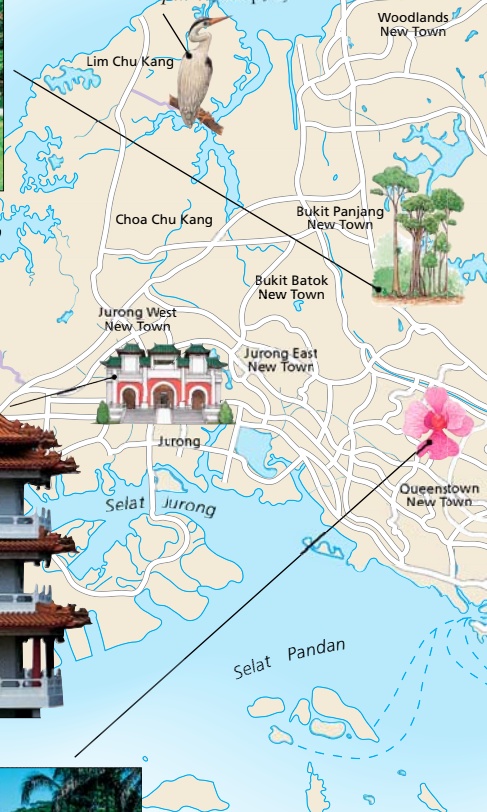 Woodlands
New Town
Lim Chu Kang
Choa Chu Kang
Bukit Panjang
New Town
Bukit Batok
New Town
Jurong West
New Town
Jurong East
New Town
Jurong
Queenstown
New Town
Selat Jurong
Selat Pandan